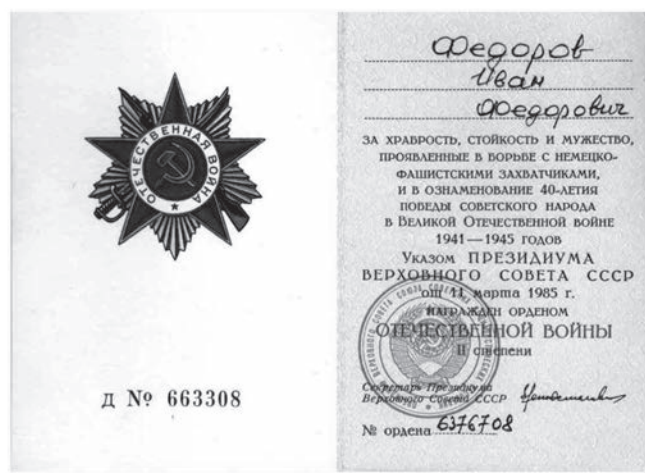 ОТЕЧЕСТВЕННАЯ ВОЙНА
Д № 663308
Федоров
Иван
Федорович
ЗА ХРАБРОСТЬ, СТОЙКОСТЬ И МУЖЕСТВО,
ПРОЯВЛЕННЫЕ В БОРЬБЕ С НЕМЕЦКО-
ФАШИСТСКИМИ ЗАХВАТЧИКАМИ,
И В ОЗНАМЕНОВАНИЕ 40-ЛЕТИЯ
ПОБЕДЫ СОВЕТСКОГО НАРОДА
В ВЕЛИКОЙ ОТЕЧЕСТВЕННОЙ ВОЙНЕ
1941—1945 ГОДОВ
УКАЗОМ ПРЕЗИДИУМА
ВЕРХОВНОГО СОВЕТА СССР
от 11 марта 1985 г.
НАГРАЖДЕН ОРДЕНОМ
ОТЕЧЕСТВЕННОЙ ВОЙНЫ
II степени
Секретарь Президиума
Верховного Совета СССР
№ ордена 6376708